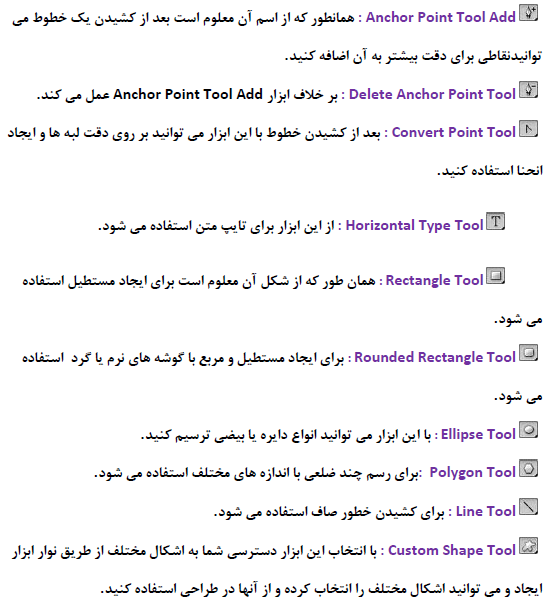 Anchor Point Tool Add : همانطور که از اسم آن معلوم است بعد از کشیدن یک خطوط می
توانیدنقاطی برای دقت بیشتر به آن اضافه کنید.
Delete Anchor Point Tool : بر خلاف ابزار Anchor Point Tool Add عمل می کند.
Convert Point Tool : بعد از کشیدن خطوط با این ابزار می توانید بر روی دقت لبه ها و ایجاد
انحنا استفاده کنید.
Horizontal Type Tool : از این ابزار برای تایپ متن استفاده می شود.
Rectangle Tool : همان طور که از شکل آن معلوم است برای ایجاد مستطیل استفاده
می شود.
Rounded Rectangle Tool : برای ایجاد مستطیل و مربع با گوشه های نرم یا گرد استفاده
می شود.
Ellipse Tool : با این ابزار می توانید انواع دایره یا بیضی ترسیم کنید.
Polygon Tool :برای رسم چند ضلعی با اندازه های مختلف استفاده می شود.
Line Tool : برای کشیدن خطور صاف استفاده می شود.
Custom Shape Tool : با انتخاب این ابزار دسترسی شما به اشکال مختلف از طریق نوار ابزار
ایجاد و می توانید اشکال مختلف را انتخاب کرده و از آنها در طراحی استفاده کنید.